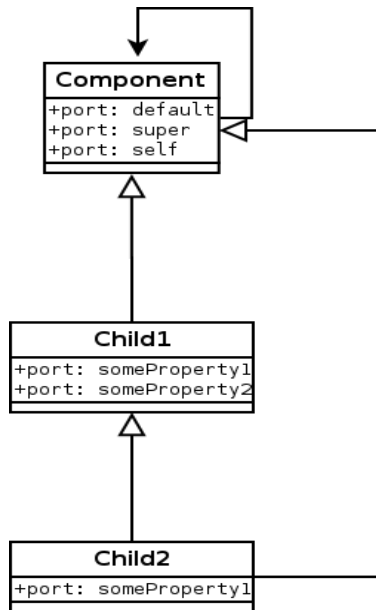 Component
+port: default
+port: super
+port: self
Child1
+port: someProperty1
+port: someProperty2
Child2
+port: someProperty1